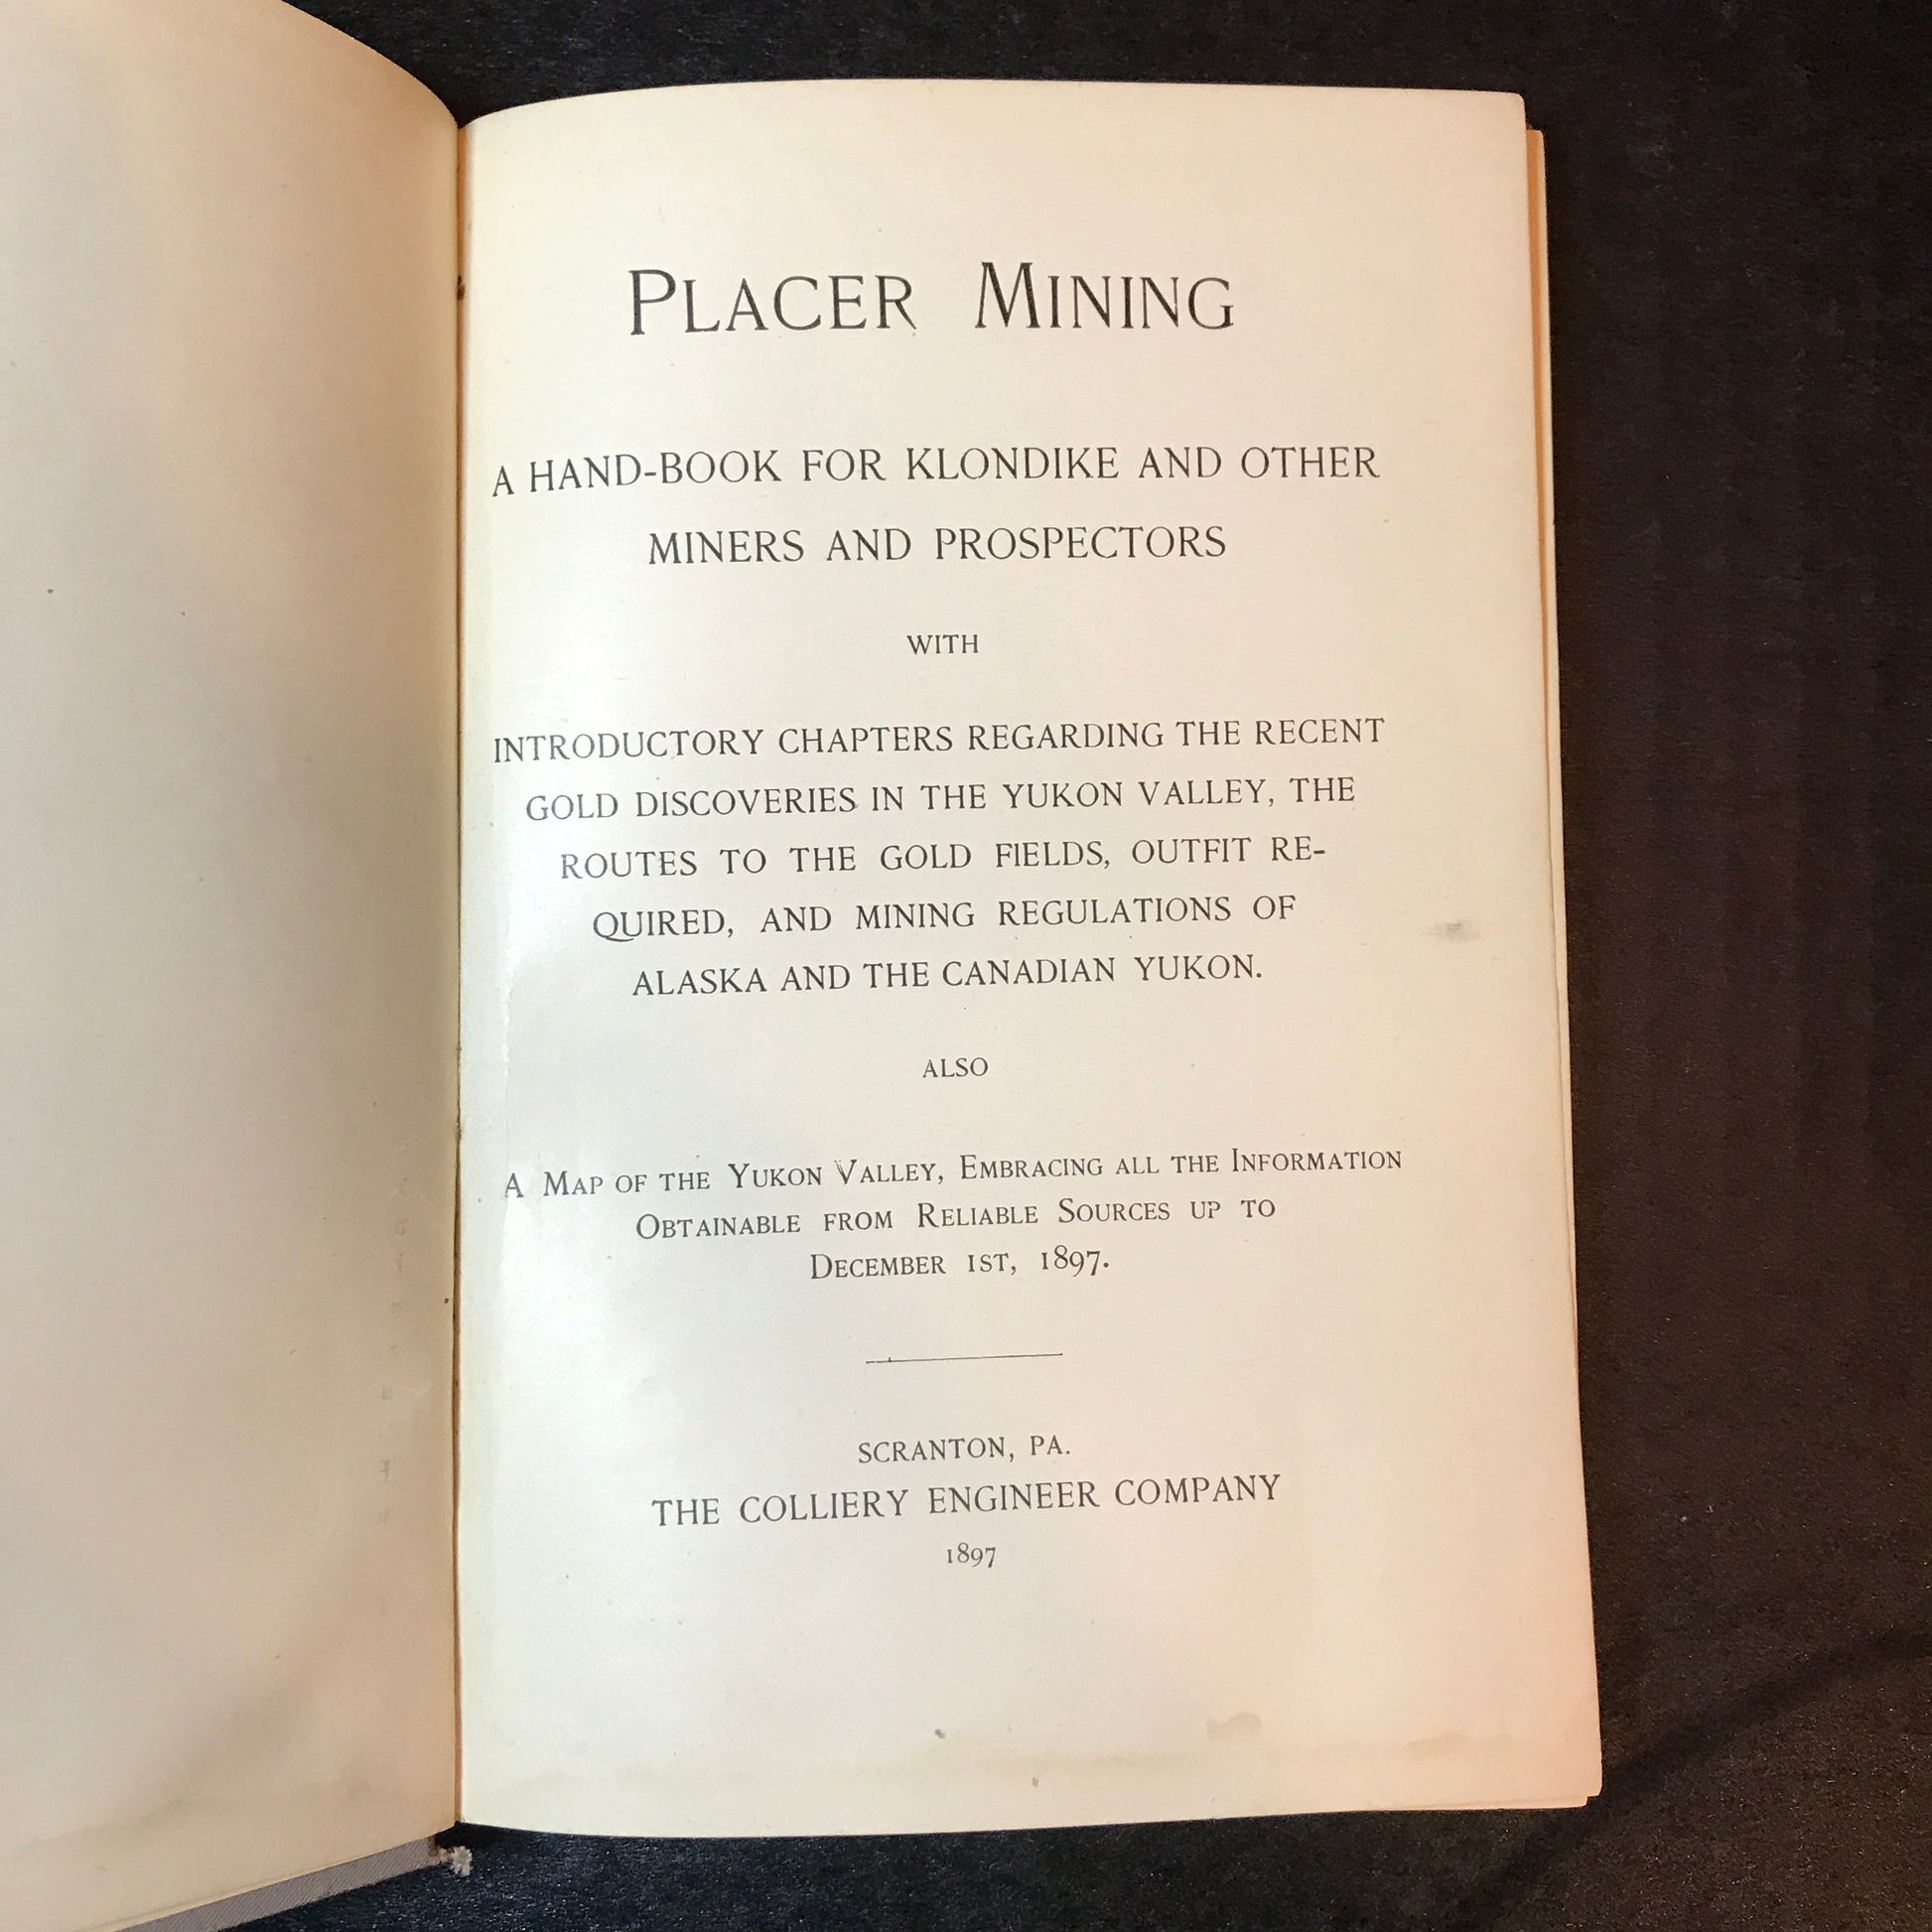 PLACER MINING
A HAND-BOOK FOR KLONDIKE AND OTHER
MINERS AND PROSPECTORS
WITH
INTRODUCTORY CHAPTERS REGARDING THE RECENT
GOLD DISCOVERIES IN THE YUKON VALLEY, THE
ROUTES TO THE GOLD FIELDS, OUTFIT RE-
QUIRED, AND MINING REGULATIONS OF
ALASKA AND THE CANADIAN YUKON.
ALSO
A MAP OF THE YUKON VALLEY, EMBRACING ALL THE INFORMATION
OBTAINABLE FROM RELIABLE SOURCES UP TO
DECEMBER 1ST, 1897.
SCRANTON, PA.
THE COLLIERY ENGINEER COMPANY
1897